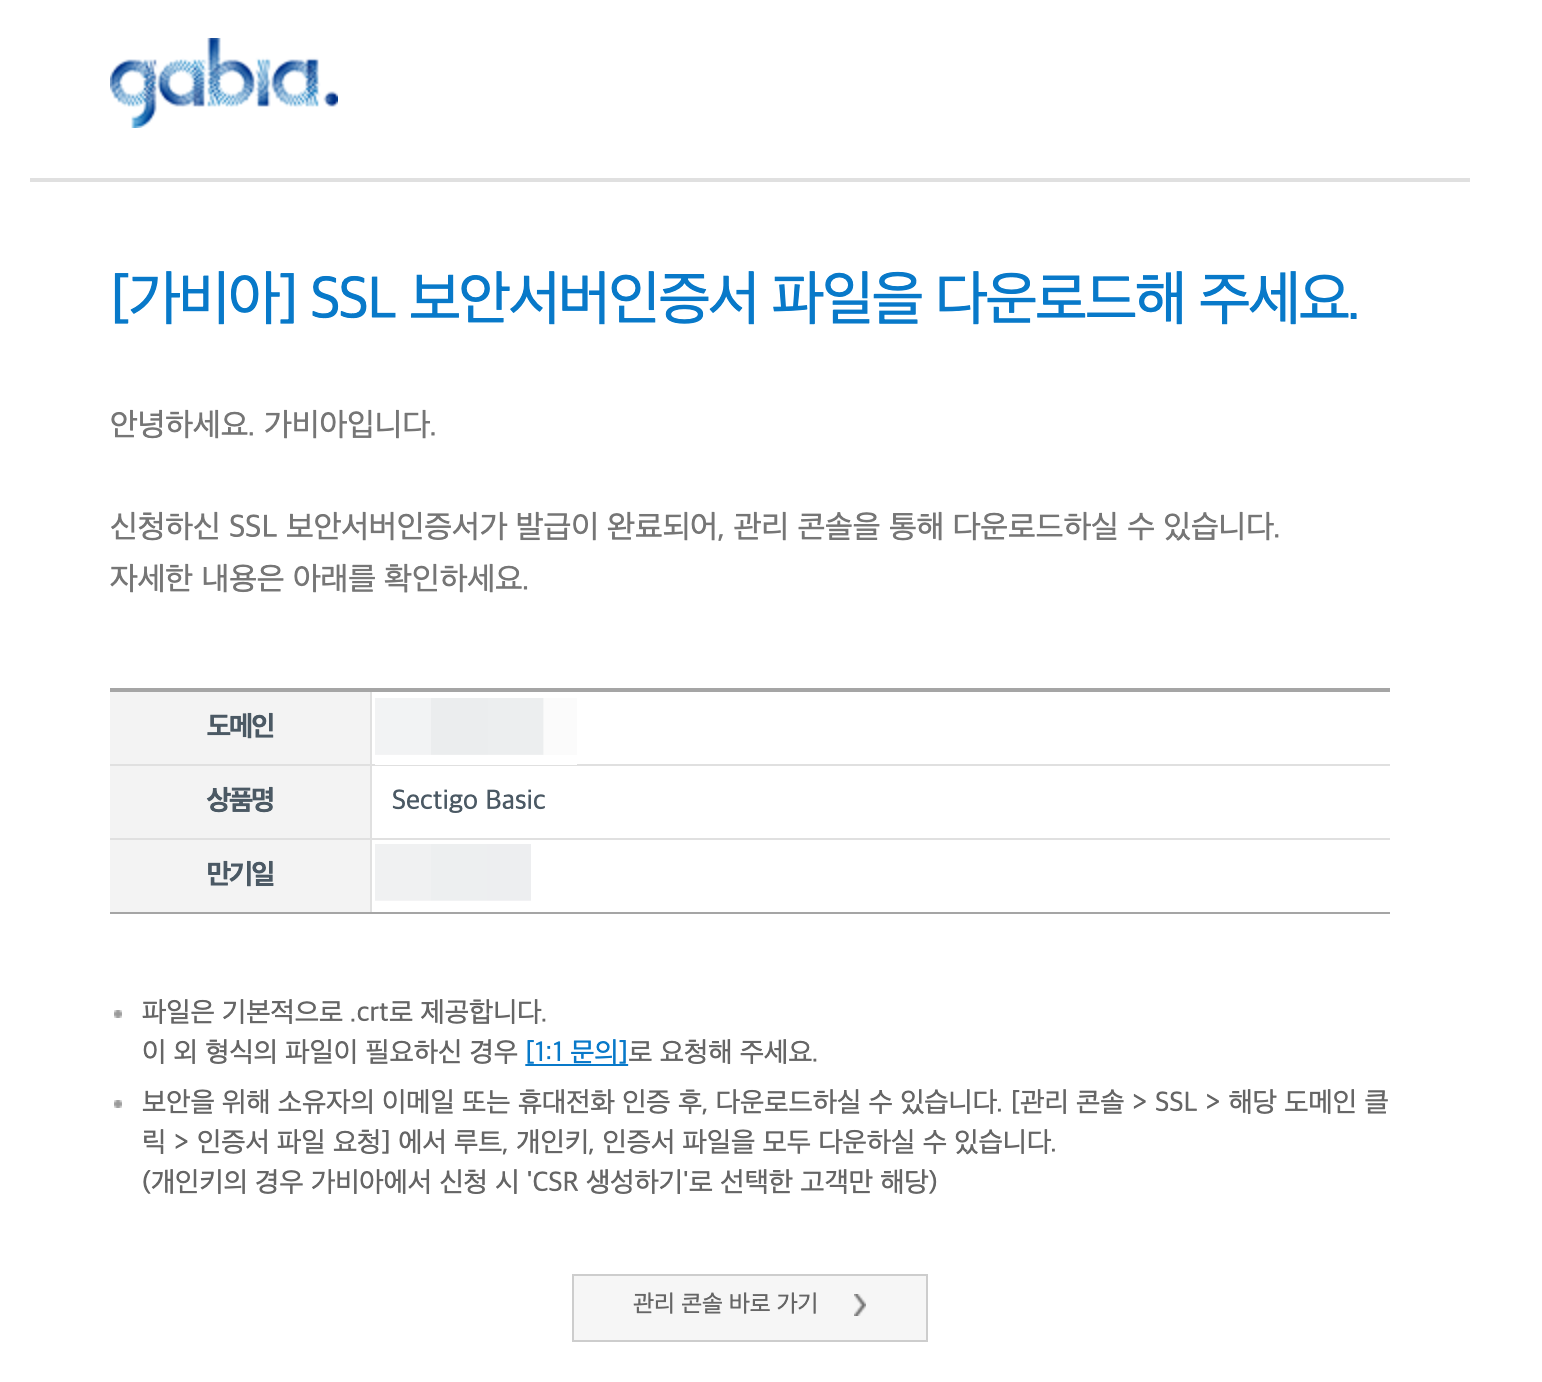 gabia.
[가비아] SSL 보안서버인증서 파일을 다운로드해 주세요.
안녕하세요. 가비아입니다.
신청하신 SSL 보안서버인증서가 발급이 완료되어, 관리 콘솔을 통해 다운로드하실 수 있습니다.
자세한 내용은 아래를 확인하세요.
도메인
상품명 Sectigo Basic
만기일
파일은 기본적으로 .crt로 제공합니다.
이 외 형식의 파일이 필요하신 경우 [1:1 문의]로 요청해 주세요.
보안을 위해 소유자의 이메일 또는 휴대전화 인증 후, 다운로드하실 수 있습니다. [관리 콘솔 > SSL > 해당 도메인 클
릭 > 인증서 파일 요청] 에서 루트, 개인키, 인증서 파일을 모두 다운하실 수 있습니다.
(개인키의 경우 가비아에서 신청 시 'CSR 생성하기'로 선택한 고객만 해당)
관리 콘솔 바로 가기